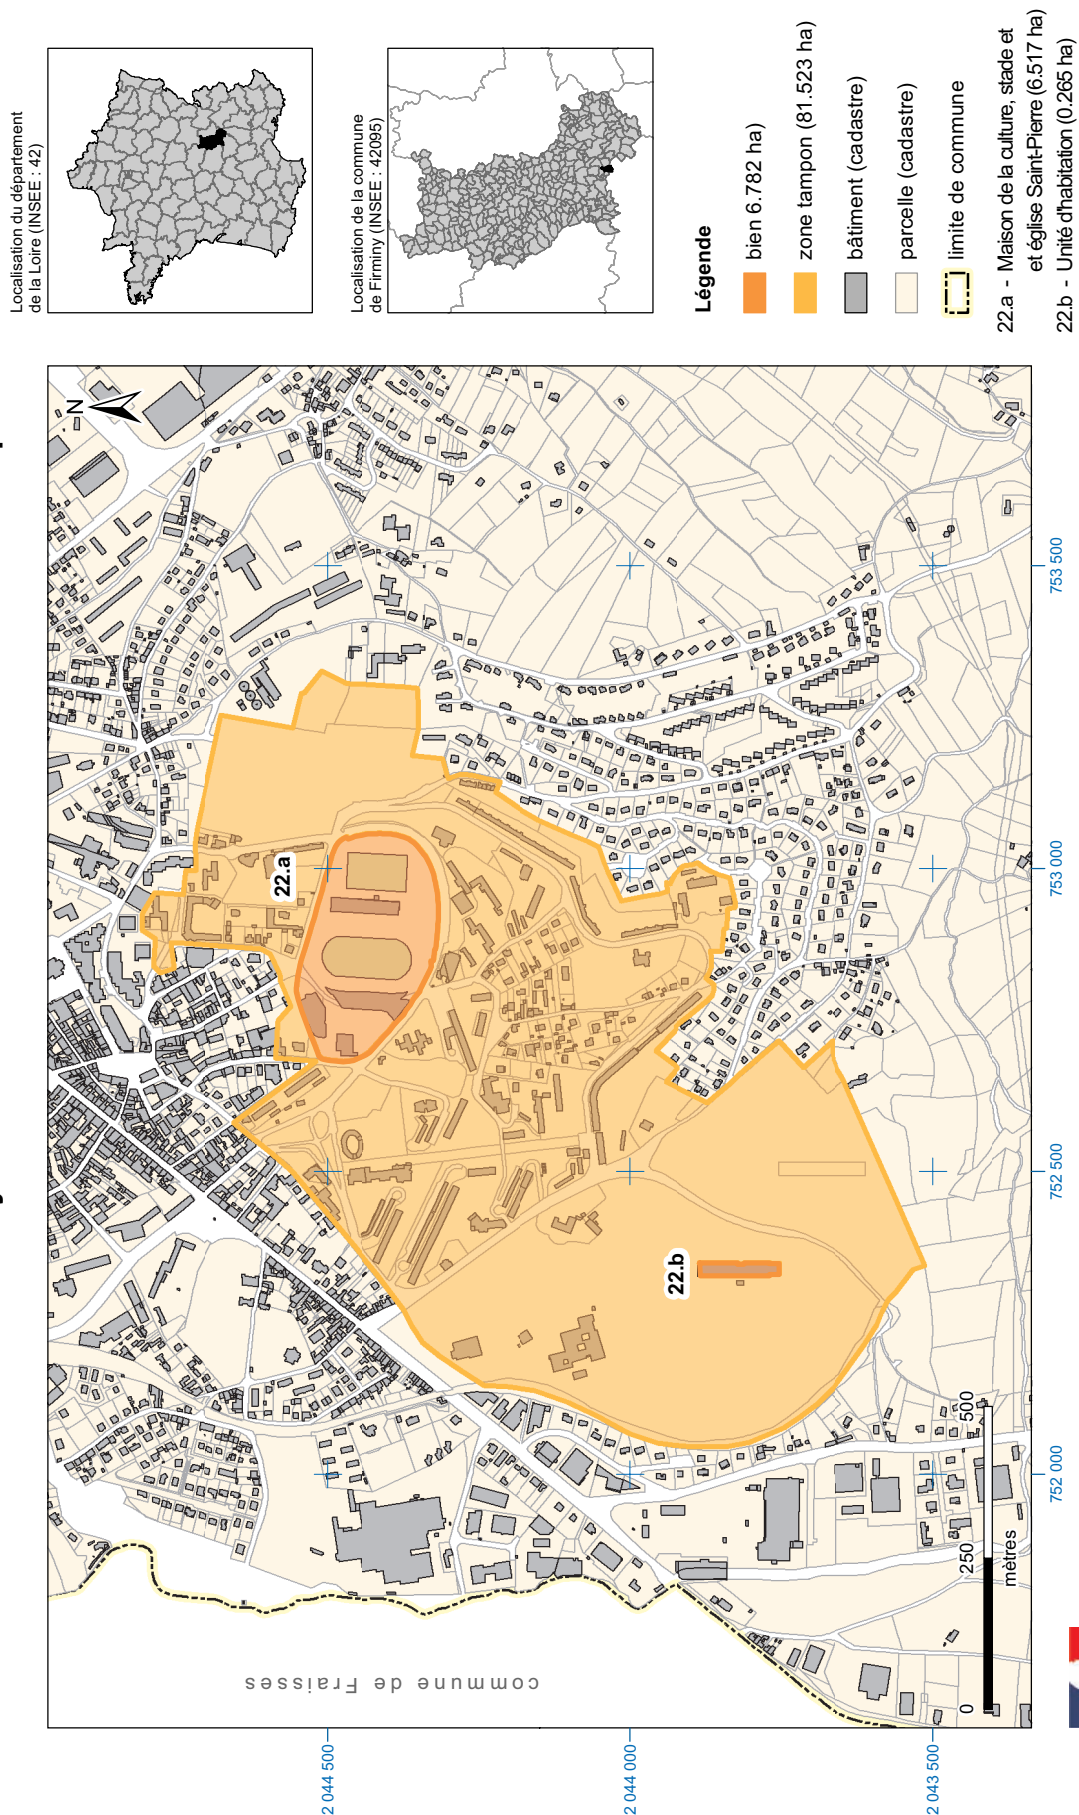 Localisation du département
de la Loire (INSEE : 42)
Localisation de la commune
de Firminy (INSEE : 42095)
Légende
bien 6.782 ha)
zone tampon (81.523 ha)
bâtiment (cadastre)
parcelle (cadastre)
limite de commune
22.a - Maison de la culture, stade et
et église Saint-Pierre (6.517 ha)
22.b - Unité d'habitation (0.265 ha)
N
22.a
22.b
commune de Fraisses
0
250
500
mètres
2 044 500
2 044 000
2 043 500
752 000
752 500
753 000
753 500